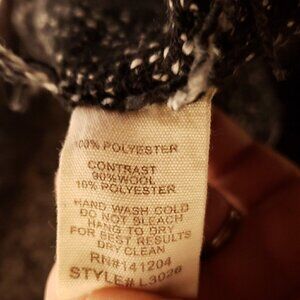 100% POLYESTER
CONTRAST
90% WOOL
10% POLYESTER
HAND WASH COLD
DO NOT BLEACH
HANG TO DRY
FOR BEST RESULTS
DRY CLEAN
RN#141204
STYLE# L3026